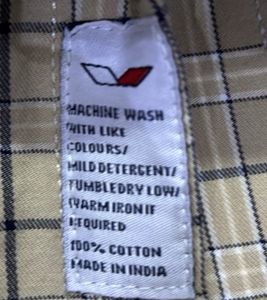 MACHINE WASH
WITH LIKE
COLOURS/
MILD DETERGENT/
TUMBLEDRY LOW/
WARM IRON IF
REQUIRED
100% COTTON
MADE IN INDIA